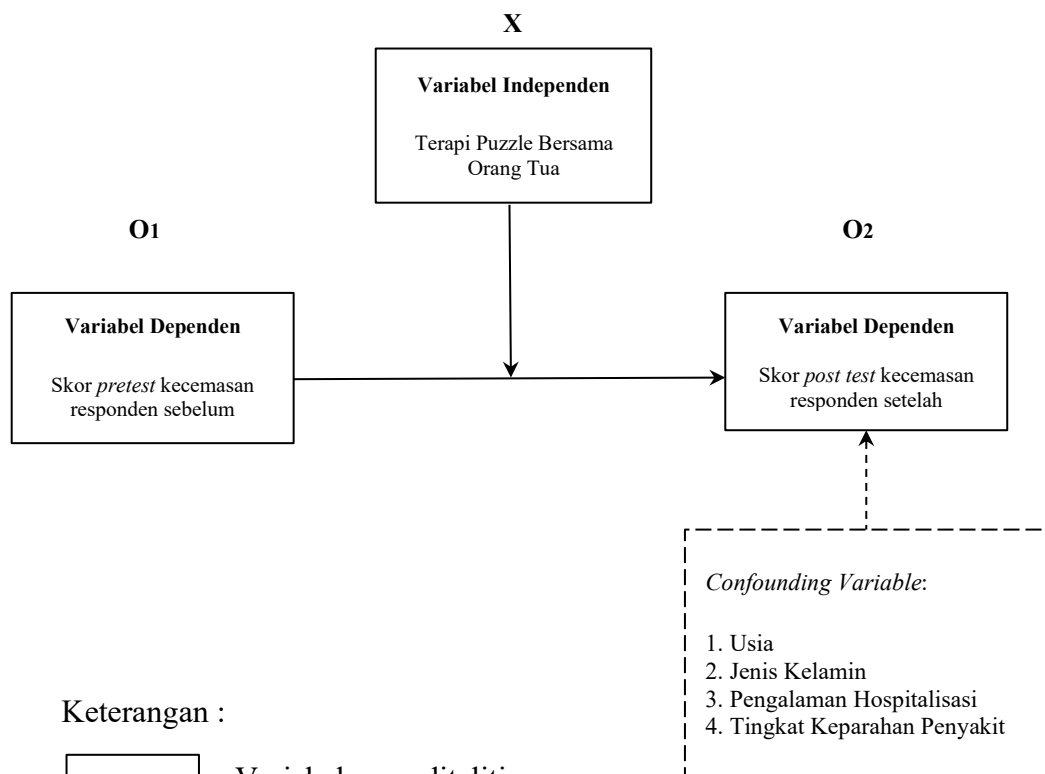 X
Variabel Independen
Terapi Puzzle Bersama
Orang Tua
O1
O2
Variabel Dependen
Skor pretest kecemasan
responden sebelum
Variabel Dependen
Skor post test kecemasan
responden setelah
Confounding Variable:
1. Usia
2. Jenis Kelamin
3. Pengalaman Hospitalisasi
4. Tingkat Keparahan Penyakit
Keterangan :